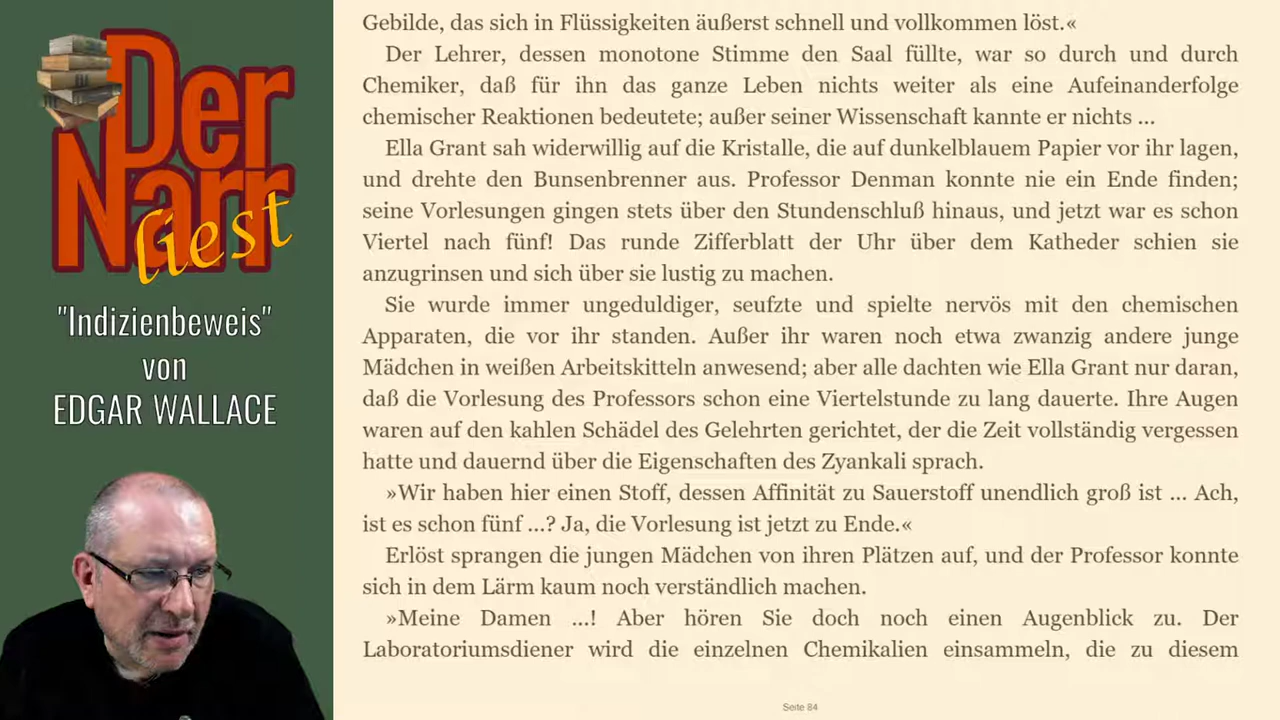 Der
Narr
liest
"Indizienbeweis"
von
EDGAR WALLACE
Gebilde, das sich in Flüssigkeiten äußerst schnell und vollkommen löst.«
Der Lehrer, dessen monotone Stimme den Saal füllte, war so durch und durch
Chemiker, daß für ihn das ganze Leben nichts weiter als eine Aufeinanderfolge
chemischer Reaktionen bedeutete; außer seiner Wissenschaft kannte er nichts ...
Ella Grant sah widerwillig auf die Kristalle, die auf dunkelblauem Papier vor ihr lagen,
und drehte den Bunsenbrenner aus. Professor Denman konnte nie ein Ende finden;
seine Vorlesungen gingen stets über den Stundenschluß hinaus, und jetzt war es schon
Viertel nach fünf! Das runde Zifferblatt der Uhr über dem Katheder schien sie
anzugrinsen und sich über sie lustig zu machen.
Sie wurde immer ungeduldiger, seufzte und spielte nervös mit den chemischen
Apparaten, die vor ihr standen. Außer ihr waren noch etwa zwanzig andere junge
Mädchen in weißen Arbeitskitteln anwesend; aber alle dachten wie Ella Grant nur daran,
daß die Vorlesung des Professors schon eine Viertelstunde zu lang dauerte. Ihre Augen
waren auf den kahlen Schädel des Gelehrten gerichtet, der die Zeit vollständig vergessen
hatte und dauernd über die Eigenschaften des Zyankali sprach.
»Wir haben hier einen Stoff, dessen Affinität zu Sauerstoff unendlich groß ist ... Ach,
ist es schon fünf ...? Ja, die Vorlesung ist jetzt zu Ende.«
Erlöst sprangen die jungen Mädchen von ihren Plätzen auf, und der Professor konnte
sich in dem Lärm kaum noch verständlich machen.
»Meine Damen ...! Aber hören Sie doch noch einen Augenblick zu. Der
Laboratoriumsdiener wird die einzelnen Chemikalien einsammeln, die zu diesem
Seite 84